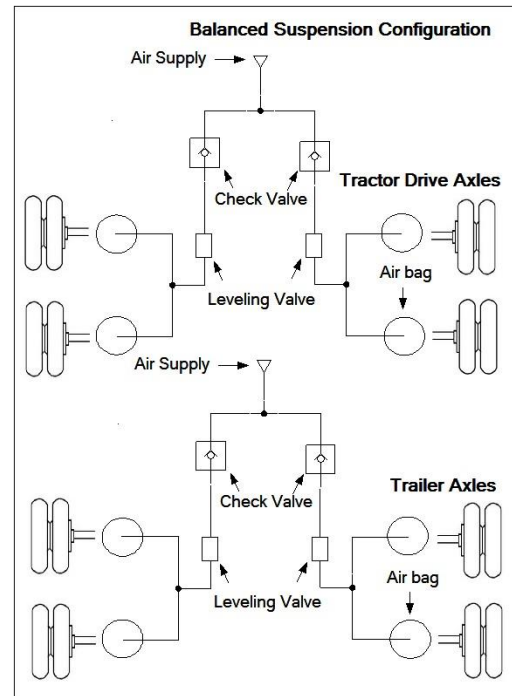 Balanced Suspension Configuration
Air Supply
Check Valve
Tractor Drive Axles
Leveling Valve
Air bag
Air Supply
Check Valve
Trailer Axles
Leveling Valve
Air bag